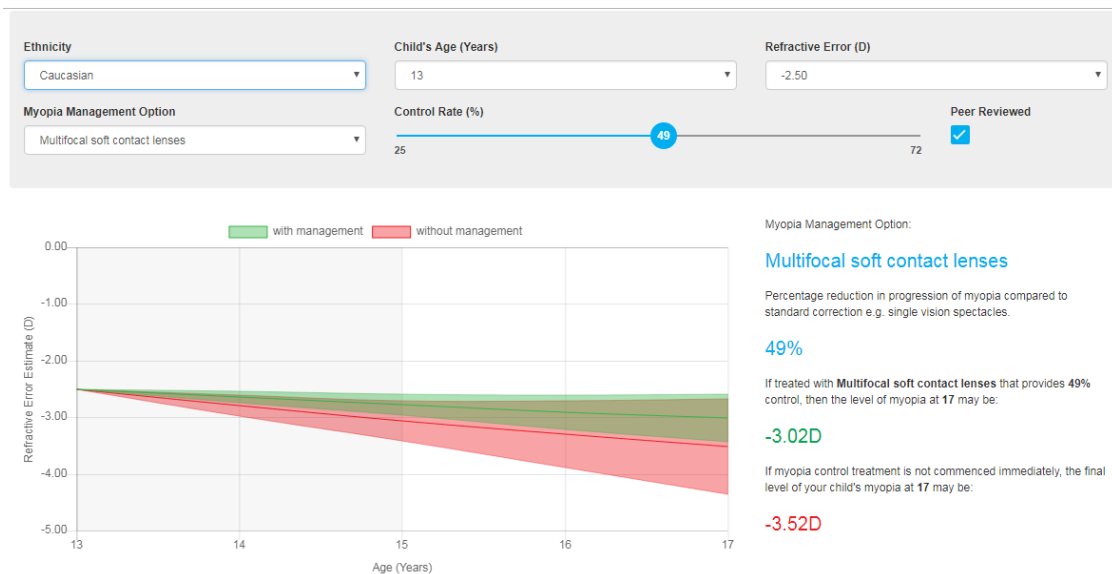 Ethnicity
Child's Age (Years)
Refractive Error (D)
Caucasian
13
-2.50
Myopia Management Option
Control Rate (%)
Peer Reviewed
Multifocal soft contact lenses
49
25
72
with management
without management
0.00
-1.00
-2.00
-3.00
-4.00
-5.00
Refractive Error Estimate (D)
13
14
15
16
17
Age (Years)
Myopia Management Option:
Multifocal soft contact lenses
Percentage reduction in progression of myopia compared to
standard correction e.g. single vision spectacles.
49%
If treated with Multifocal soft contact lenses that provides 49%
control, then the level of myopia at 17 may be:
-3.02D
If myopia control treatment is not commenced immediately, the final
level of your child's myopia at 17 may be:
-3.52D